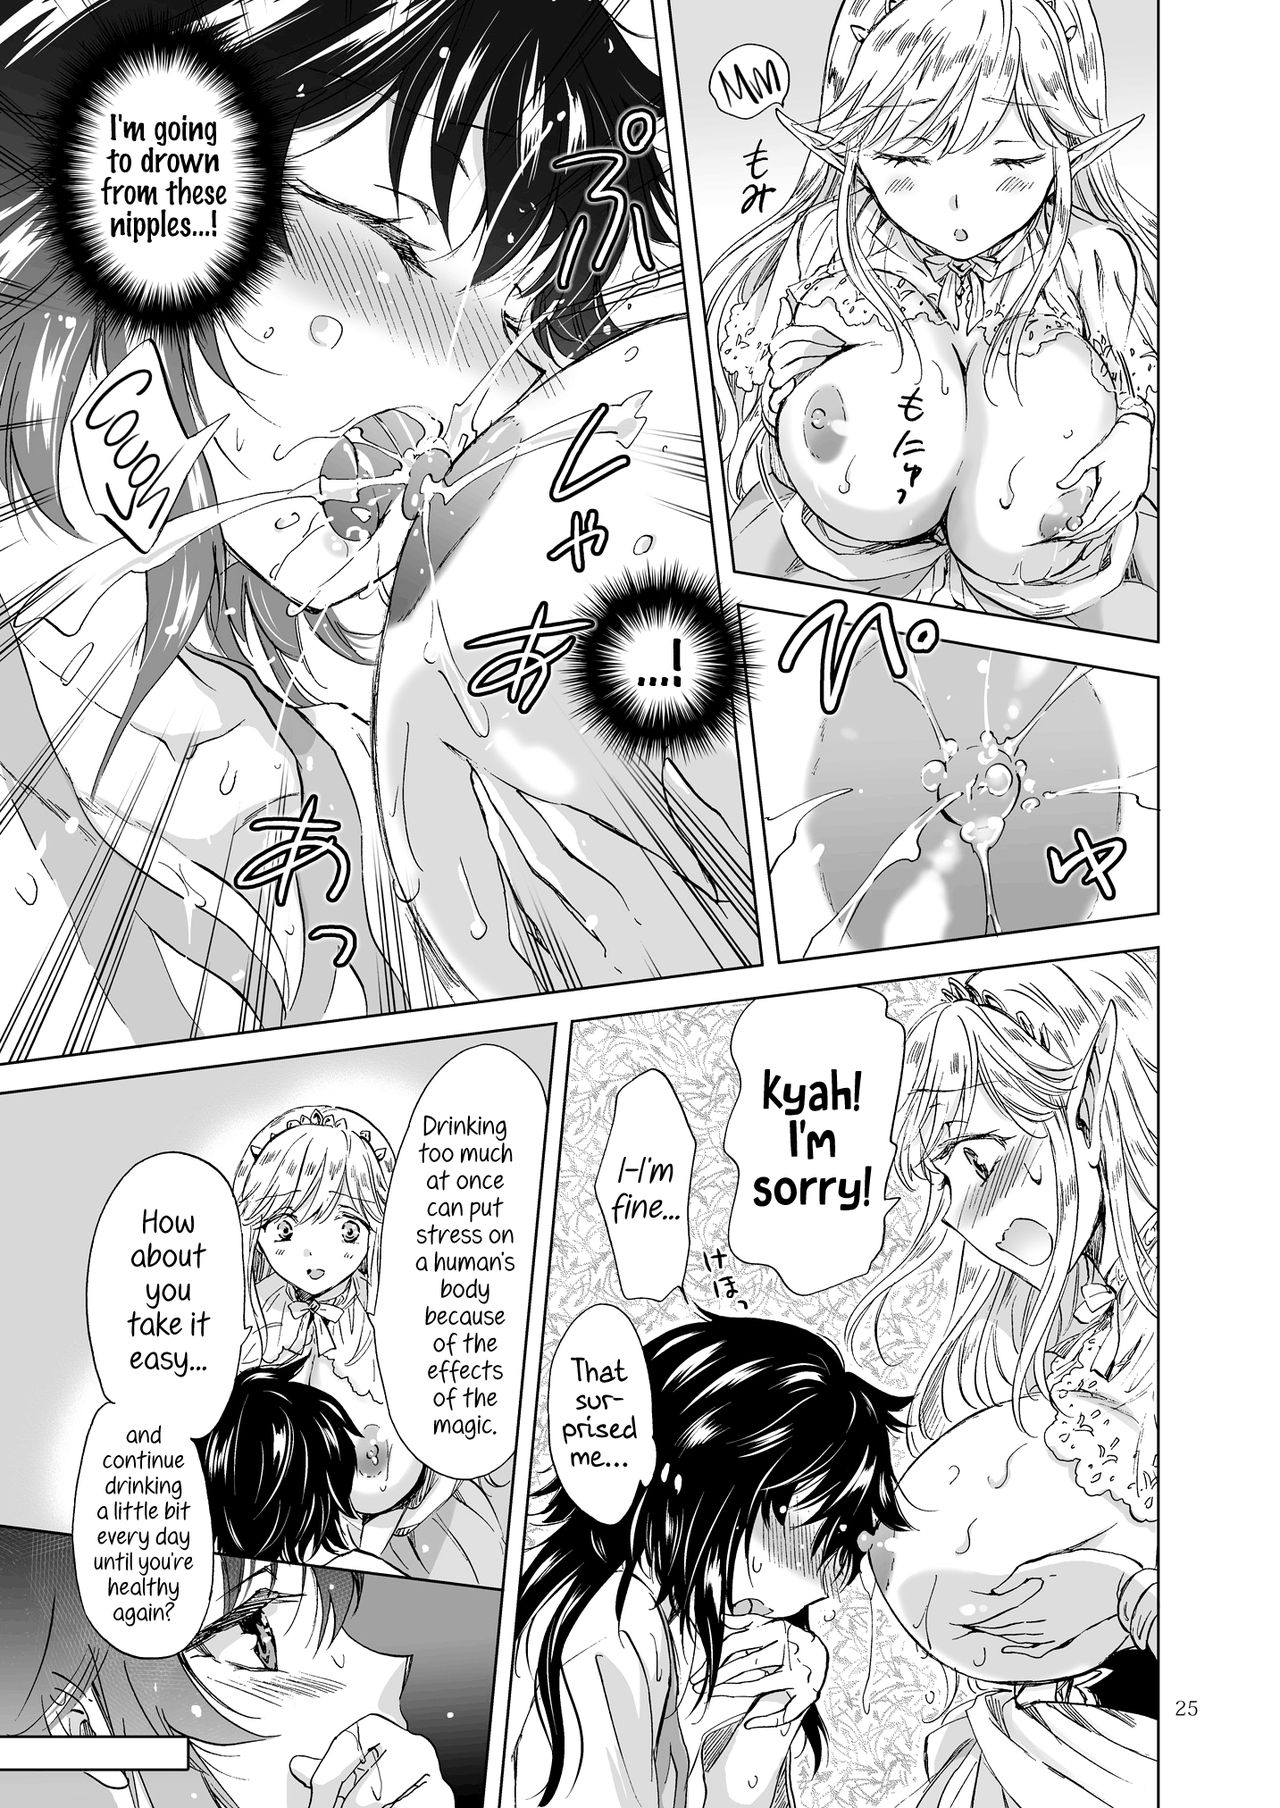 Mm
もみ
もにゅっ
ぴ
ゅ
I'm going
to drown
from these
nipples...!
ぷ
しゃ
ああ
っ
Cough
...!
Kyah!
I'm
sorry!
I-I'm
fine...
けほっ
That
sur-
prised
me...
Drinking
too much
at once
can put
stress on
a human's
body
because
of the
effects
of the
magic.
How
about
you
take it
easy...
and
continue
drinking
a little bit
every day
until you're
healthy
again?
25